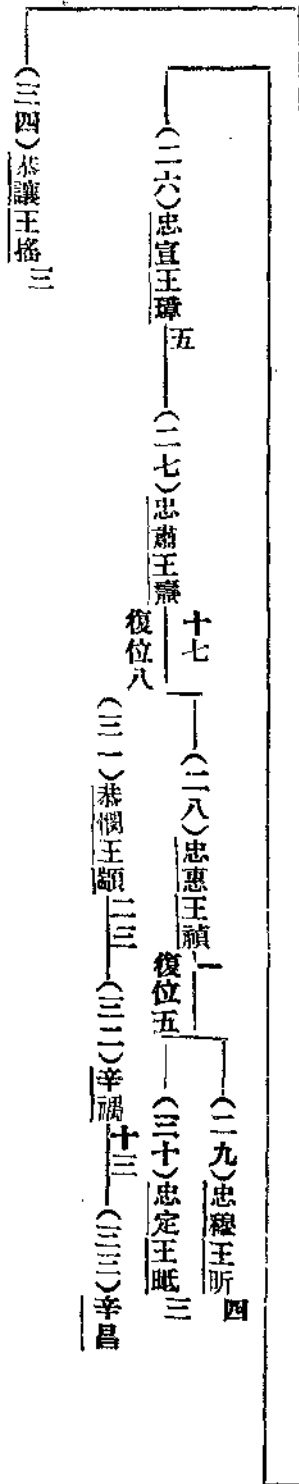 (二六)忠宣王璋 五
(二七)忠肅王燾 十七 復位八
(二八)忠惠王禎 一 復位五
(二九)忠穆王昕 四
(三十)忠定王㫝 三
(三一)恭愍王顓 二三
(三二)辛禑 十三
(三三)辛昌
(三四)恭讓王瑤 三